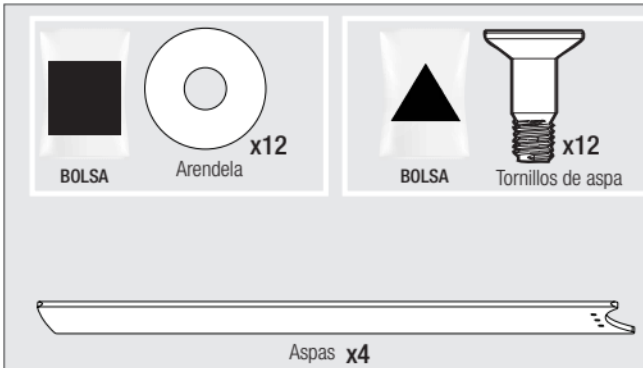 x12
BOLSA
Arendela
x12
BOLSA
Tornillos de aspa
Aspas x4